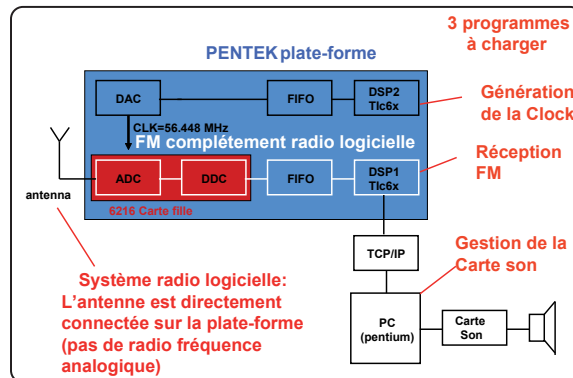 3 programmes
à charger
PENTEK plate-forme
DAC
FIFO
DSP2
TIc6x
Génération
de la Clock
CLK=56.448 MHz
FM complétement radio logicielle
Réception
FM
ADC
DDC
FIFO
DSP1
TIc6x
antenna
6216 Carte fille
TCP/IP
Gestion de la
Carte son
Système radio logicielle:
L'antenne est directement
connectée sur la plate-forme
(pas de radio fréquence
analogique)
PC
(pentium)
Carte
Son